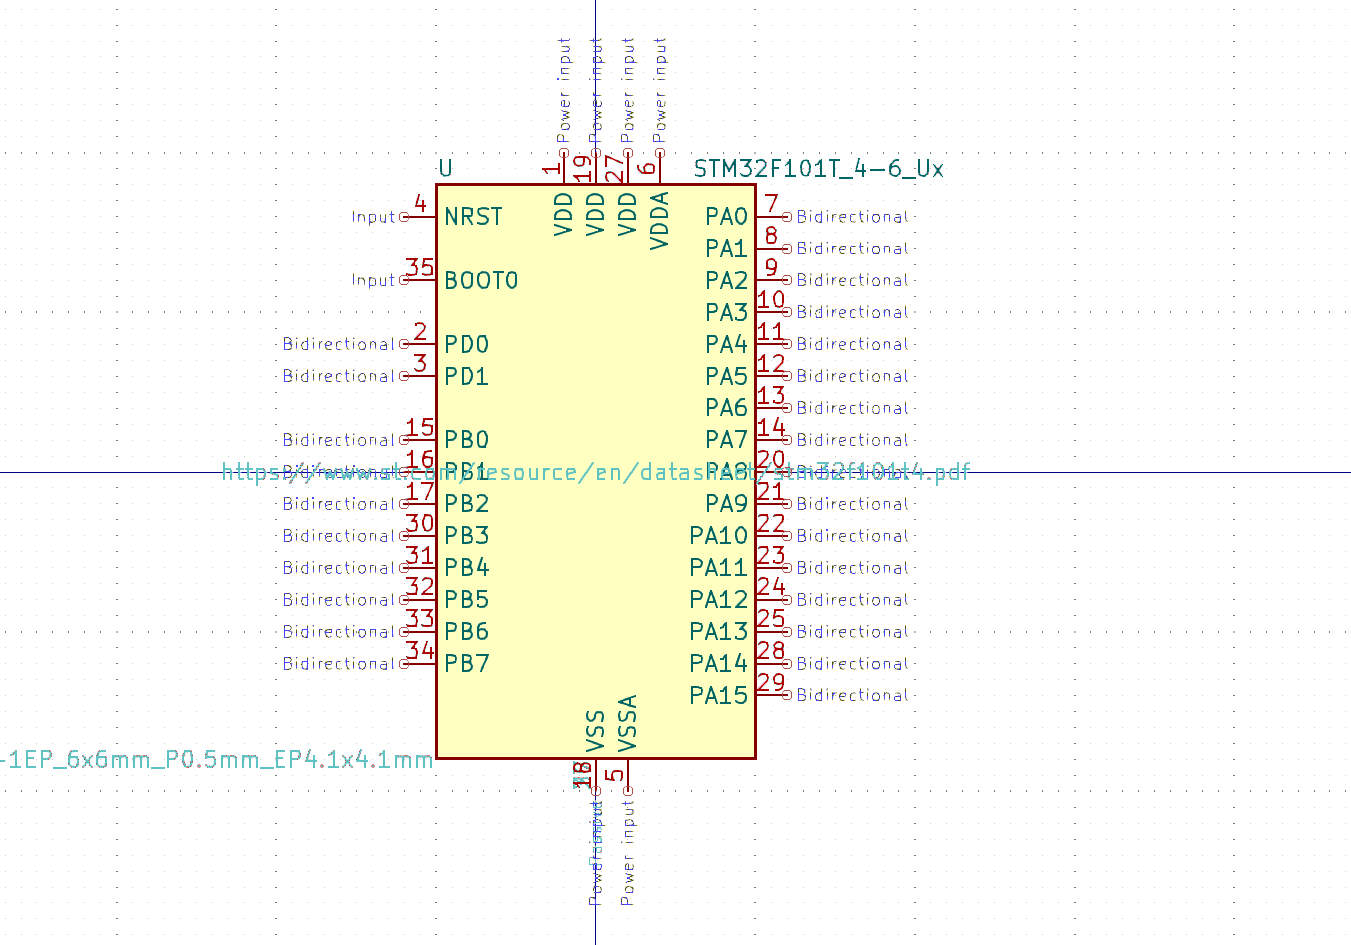 Power input Power input Power input Power input
1 19 27 6
U STM32F101T_4-6_Ux
VDD VDD VDD VDDA
Input 4 NRST PA0 7 Bidirectional
PA1 8 Bidirectional
Input 35 BOOT0 PA2 9 Bidirectional
PA3 10 Bidirectional
Bidirectional 2 PD0 PA4 11 Bidirectional
Bidirectional 3 PD1 PA5 12 Bidirectional
PA6 13 Bidirectional
Bidirectional 15 PB0 PA7 14 Bidirectional
Bidirectional 16 PB1 PA8 20 Bidirectional
https://www.st.com/resource/en/datasheet/stm32f101t4.pdf
Bidirectional 17 PB2 PA9 21 Bidirectional
Bidirectional 30 PB3 PA10 22 Bidirectional
Bidirectional 31 PB4 PA11 23 Bidirectional
Bidirectional 32 PB5 PA12 24 Bidirectional
Bidirectional 33 PB6 PA13 25 Bidirectional
Bidirectional 34 PB7 PA14 28 Bidirectional
PA15 29 Bidirectional
VSS VSSA
-1EP_6x6mm_P0.5mm_EP4.1x4.1mm
18 5
Power input Power input